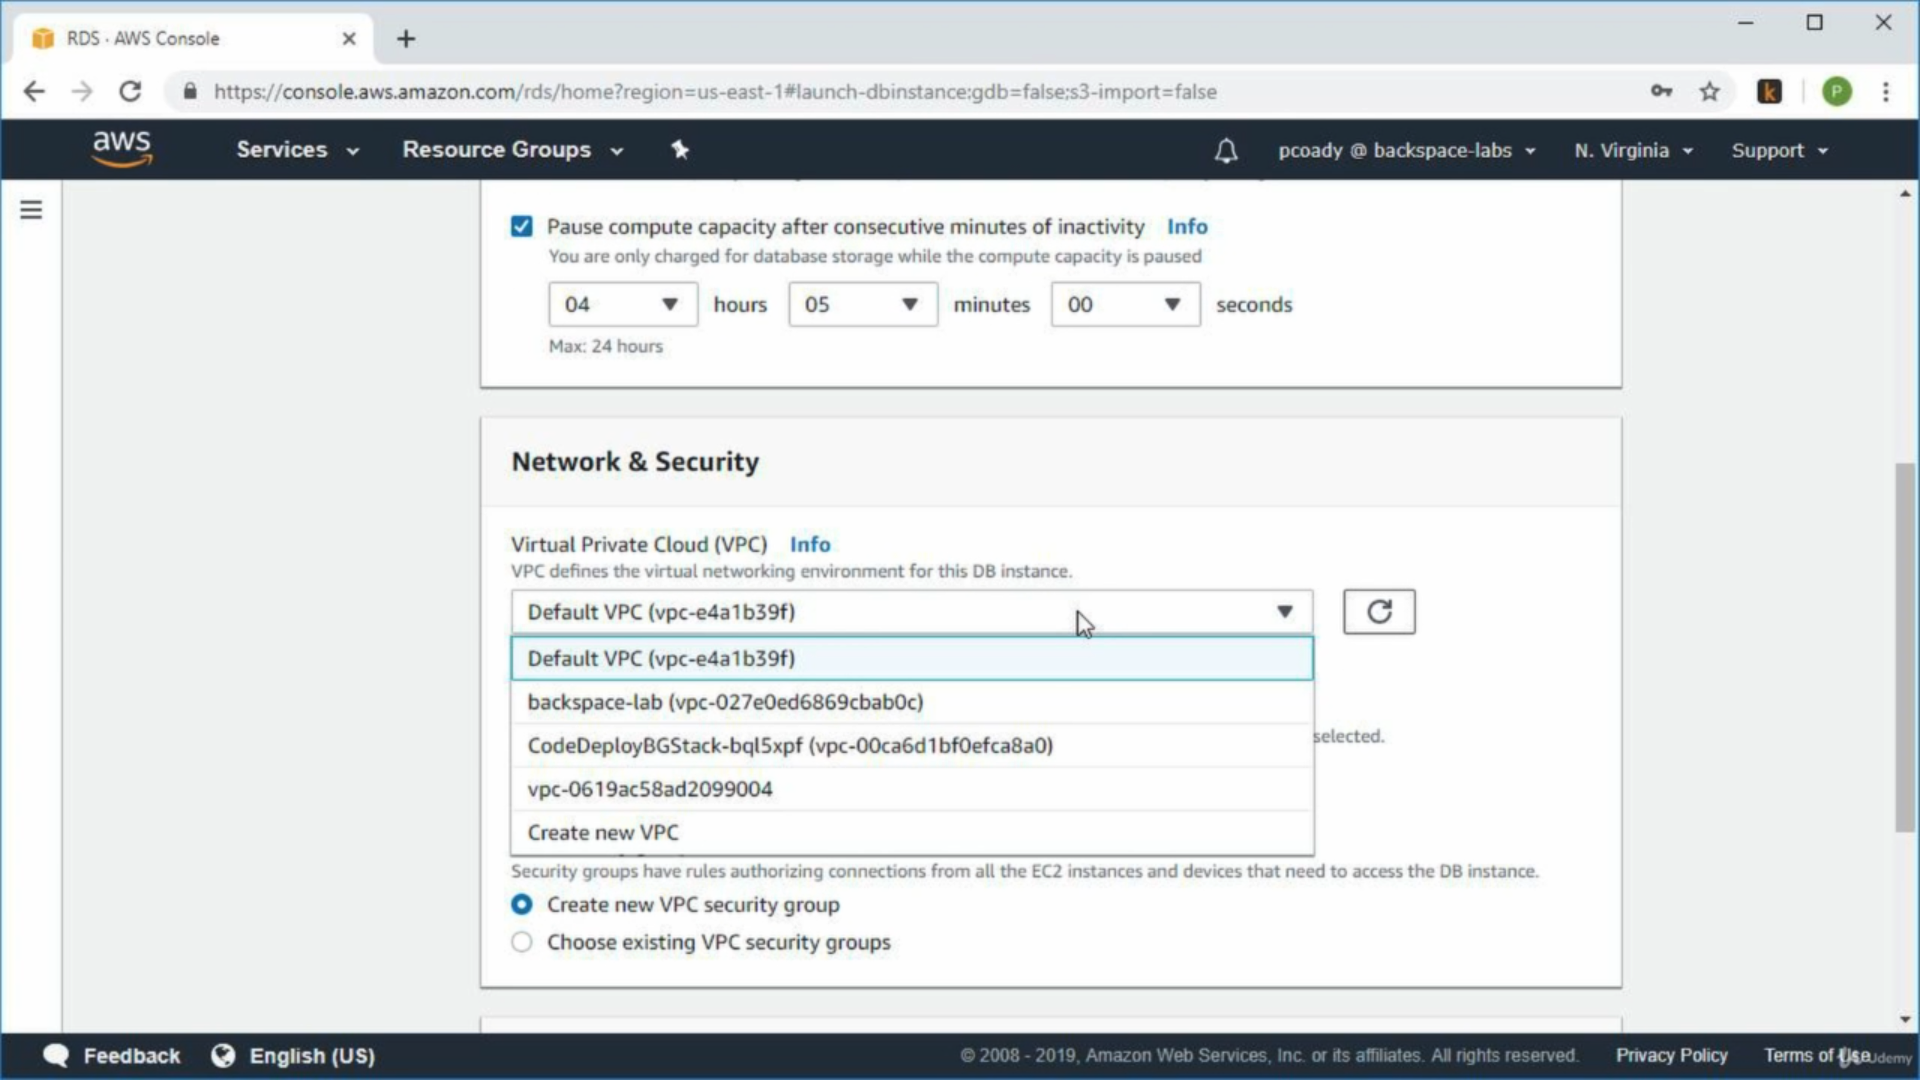 RDS · AWS Console
https://console.aws.amazon.com/rds/home?region=us-east-1#launch-dbinstance:gdb=false;s3-import=false
k
P
aws
Services
Resource Groups
pcoady @ backspace-labs
N. Virginia
Support
Pause compute capacity after consecutive minutes of inactivity Info
You are only charged for database storage while the compute capacity is paused
04 hours 05 minutes 00 seconds
Max: 24 hours
Network & Security
Virtual Private Cloud (VPC) Info
VPC defines the virtual networking environment for this DB instance.
Default VPC (vpc-e4a1b39f)
Default VPC (vpc-e4a1b39f)
backspace-lab (vpc-027e0ed6869cbab0c)
selected.
CodeDeployBGStack-bql5xpf (vpc-00ca6d1bf0efca8a0)
vpc-0619ac58ad2099004
Create new VPC
Security groups have rules authorizing connections from all the EC2 instances and devices that need to access the DB instance.
Create new VPC security group
Choose existing VPC security groups
Feedback
English (US)
© 2008 - 2019, Amazon Web Services, Inc. or its affiliates. All rights reserved.
Privacy Policy
Terms of Use
Udemy